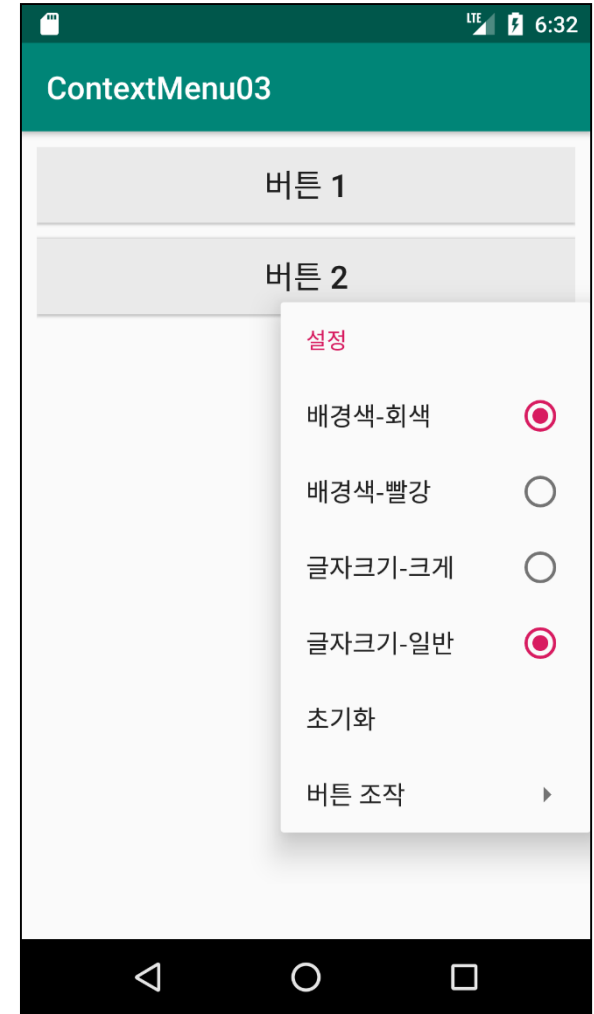 LTE 6:32
ContextMenu03
버튼 1
버튼 2
설정
배경색-회색
배경색-빨강
글자크기-크게
글자크기-일반
초기화
버튼 조작